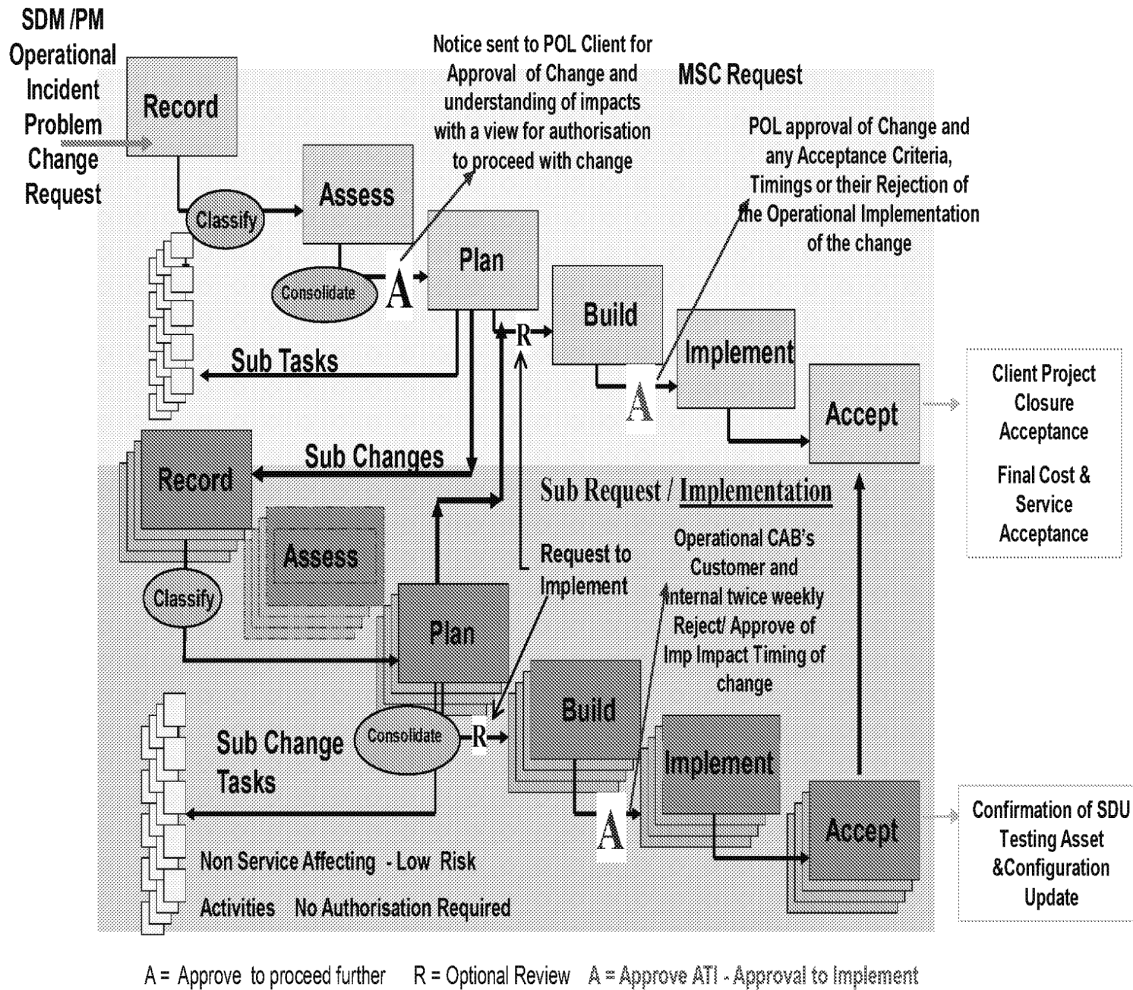 SDM /PM
Operational
Incident
Problem
Change
Request
Record
Classify
Notice sent to POL Client for
Approval of Change and
understanding of impacts
with a view for authorisation
to proceed with change
MSC Request
POL approval of Change and
any Acceptance Criteria,
Timings or their Rejection of
the Operational Implementation
of the change
Assess
Consolidate
A
Plan
R
Build
A
Implement
Accept
Client Project
Closure
Acceptance
Final Cost &
Service
Acceptance
Sub Tasks
Sub Changes
Record
Classify
Assess
Sub Request / Implementation
Request to
Implement
Operational CAB's
Customer and
Internal twice weekly
Reject/ Approve of
Imp Impact Timing of
change
Plan
Consolidate
R
Build
A
Implement
Accept
Sub Change
Tasks
Non Service Affecting - Low Risk
Activities No Authorisation Required
Confirmation of SDU
Testing Asset
&Configuration
Update
A = Approve to proceed further R = Optional Review A = Approve ATI - Approval to Implement